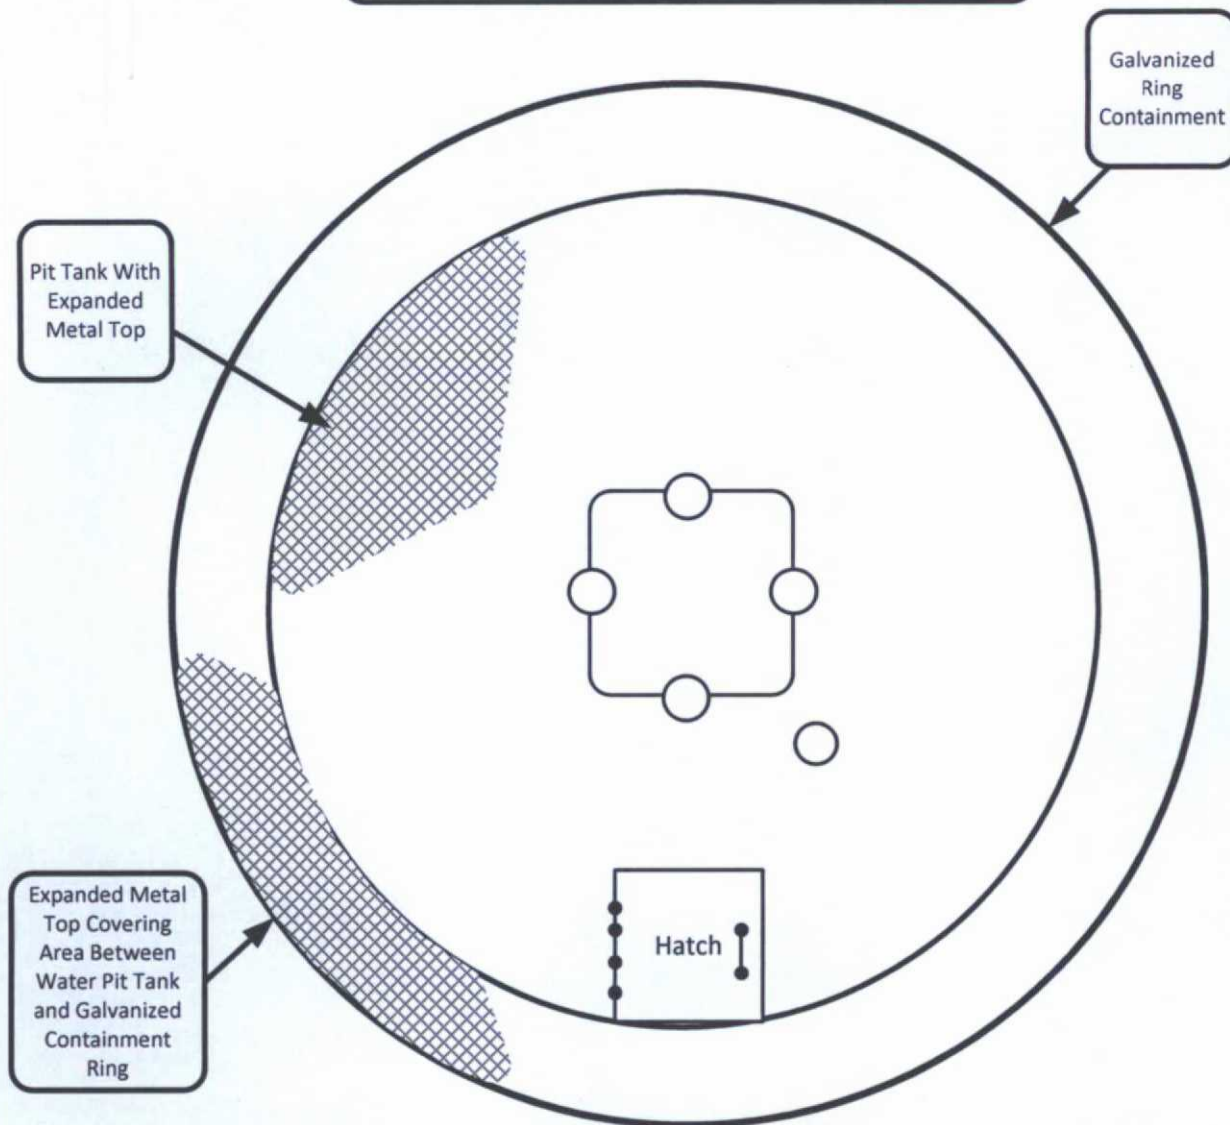 Galvanized
Ring
Containment
Pit Tank With
Expanded
Metal Top
Expanded Metal
Top Covering
Area Between
Water Pit Tank
and Galvanized
Containment
Ring
Hatch